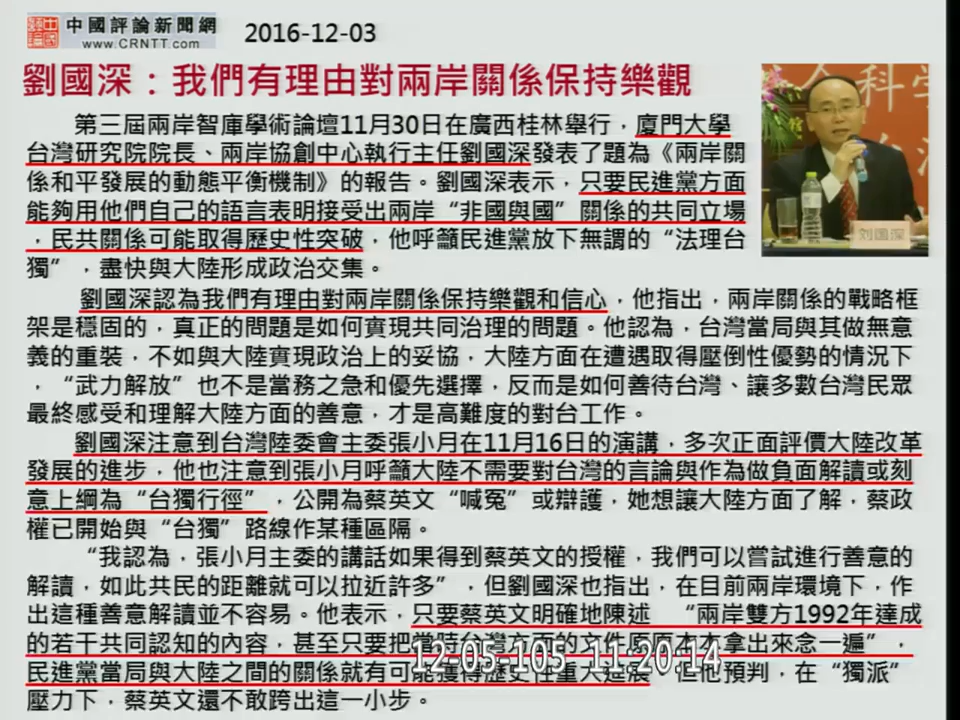 中國評論新聞網
www.CRNTT.com
2016-12-03
劉國深：我們有理由對兩岸關係保持樂觀
第三屆兩岸智庫學術論壇11月30日在廣西桂林舉行，廈門大學
台灣研究院院長、兩岸協創中心執行主任劉國深發表了題為《兩岸關
係和平發展的動態平衡機制》的報告。劉國深表示，只要民進黨方面
能夠用他們自己的語言表明接受出兩岸“非國與國”關係的共同立場
，民共關係可能取得歷史性突破，他呼籲民進黨放下無謂的“法理台
獨”，盡快與大陸形成政治交集。
刘國深
劉國深認為我們有理由對兩岸關係保持樂觀和信心，他指出，兩岸關係的戰略框
架是穩固的，真正的問題是如何實現共同治理的問題。他認為，台灣當局與其做無意
義的重裝，不如與大陸實現政治上的妥協，大陸方面在遭遇取得壓倒性優勢的情況下
，“武力解放”也不是當務之急和優先選擇，反而是如何善待台灣、讓多數台灣民眾
最終感受和理解大陸方面的善意，才是高難度的對台工作。
劉國深注意到台灣陸委會主委張小月在11月16日的演講，多次正面評價大陸改革
發展的進步，他也注意到張小月呼籲大陸不需要對台灣的言論與作為做負面解讀或刻
意上綱為“台獨行徑”，公開為蔡英文“喊冤”或辯護，她想讓大陸方面了解，蔡政
權已開始與“台獨”路線作某種區隔。
“我認為，張小月主委的講話如果得到蔡英文的授權，我們可以嘗試進行善意的
解讀，如此共民的距離就可以拉近許多”，但劉國深也指出，在目前兩岸環境下，作
出這種善意解讀並不容易。他表示，只要蔡英文明確地陳述 “兩岸雙方1992年達成
的若干共同認知的內容，甚至只要把當時台灣方面的文件原原本本拿出來念一遍”，
民進黨當局與大陸之間的關係就有可能獲得歷史性重大進展 但他預判，在“獨派”
壓力下，蔡英文還不敢跨出這一小步。
12-05-105 11:20:14